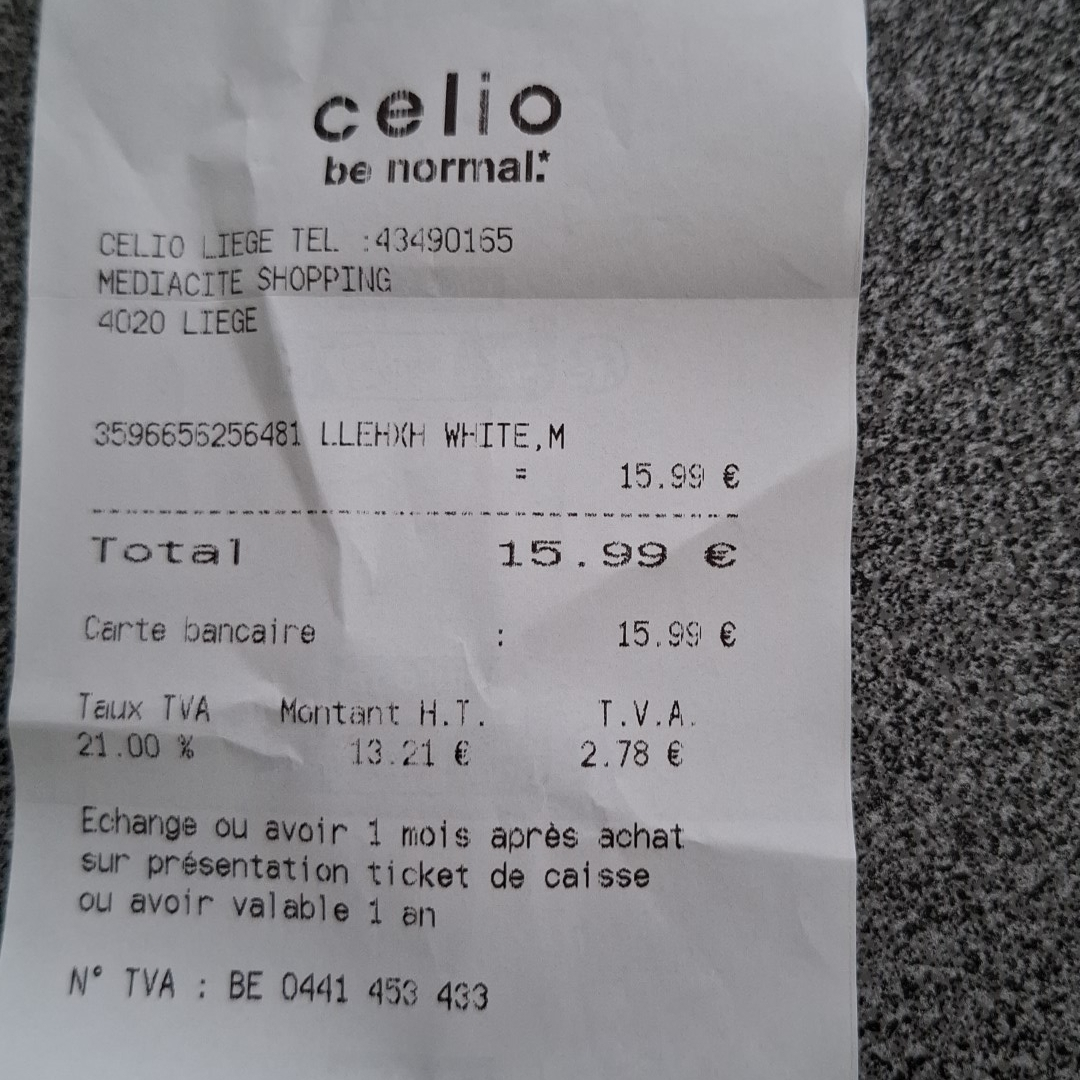 celio
be normal.*
CELIO LIEGE TEL :43490165
MEDIACITE SHOPPING
4020 LIEGE
3596656256481 LLEHXH WHITE,M
= 15.99 €
Total 15.99 €
Carte bancaire : 15.99 €
Taux TVA Montant H.T. T.V.A.
21.00 % 13.21 € 2.78 €
Echange ou avoir 1 mois après achat
sur présentation ticket de caisse
ou avoir valable 1 an
N° TVA : BE 0441 453 433